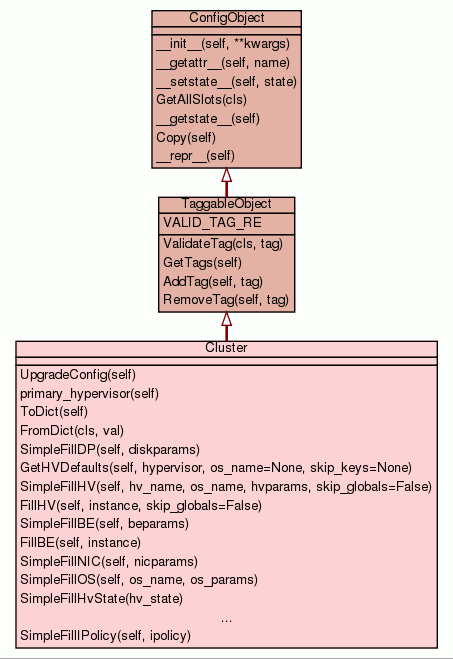 ConfigObject
__init__(self, **kwargs)
__getattr__(self, name)
__setstate__(self, state)
GetAllSlots(cls)
__getstate__(self)
Copy(self)
__repr__(self)
TaggableObject
VALID_TAG_RE
ValidateTag(cls, tag)
GetTags(self)
AddTag(self, tag)
RemoveTag(self, tag)
Cluster
UpgradeConfig(self)
primary_hypervisor(self)
ToDict(self)
FromDict(cls, val)
SimpleFillDP(self, diskparams)
GetHVDefaults(self, hypervisor, os_name=None, skip_keys=None)
SimpleFillHV(self, hv_name, os_name, hvparams, skip_globals=False)
FillHV(self, instance, skip_globals=False)
SimpleFillBE(self, beparams)
FillBE(self, instance)
SimpleFillNIC(self, nicparams)
SimpleFillOS(self, os_name, os_params)
SimpleFillHvState(hv_state)
...
SimpleFillIPolicy(self, ipolicy)